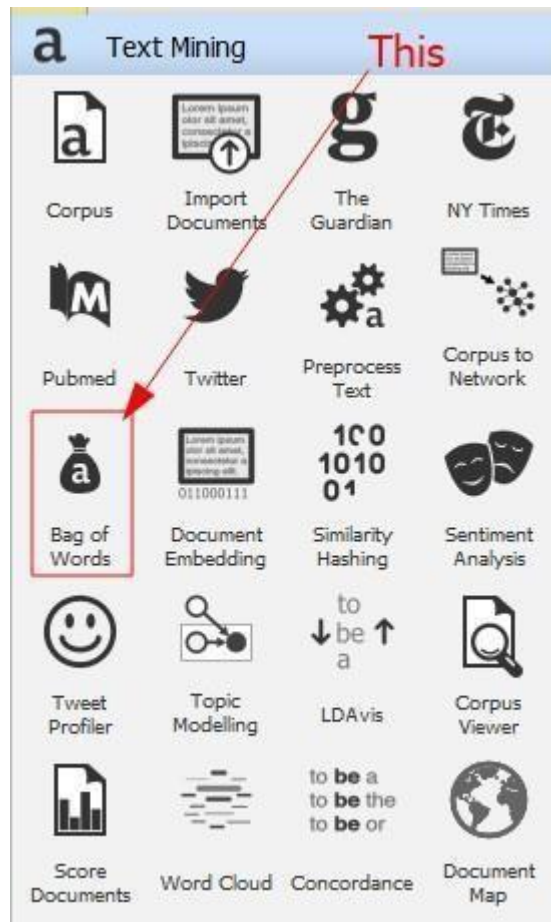 a Text Mining
This
a
Lorem ipsum
dolor sit amet,
consectetur a
ipiscing
Corpus
Import
Documents
g
The
Guardian
T
NY Times
M
Pubmed
Twitter
a
Preprocess
Text
Corpus to
Network
a
Bag of
Words
Lorem ipsum
dolor sit amet,
consectetur a
ipiscing elit.
011000111
Document
Embedding
100
1010
01
Similarity
Hashing
Sentiment
Analysis
Tweet
Profiler
Topic
Modelling
to
be
a
LDAvis
Corpus
Viewer
Score
Documents
Word Cloud
to be a
to be the
to be or
Concordance
Document
Map